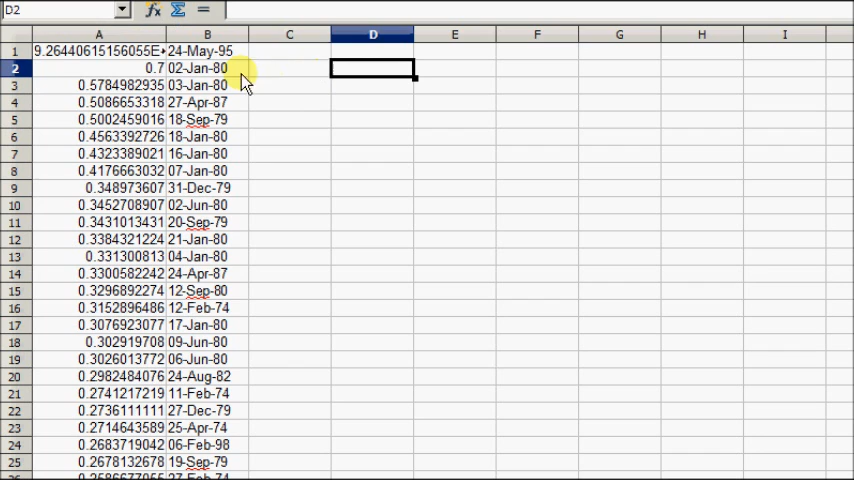 D2
A B C D E F G H I
1 9.26440615156055E+ 24-May-95
2 0.7 02-Jan-80
3 0.5784982935 03-Jan-80
4 0.5086653318 27-Apr-87
5 0.5002459016 18-Sep-79
6 0.4563392726 18-Jan-80
7 0.4323389021 16-Jan-80
8 0.4176663032 07-Jan-80
9 0.348973607 31-Dec-79
10 0.3452708907 02-Jun-80
11 0.3431013431 20-Sep-79
12 0.3384321224 21-Jan-80
13 0.331300813 04-Jan-80
14 0.3300582242 24-Apr-87
15 0.3296892274 12-Sep-80
16 0.3152896486 12-Feb-74
17 0.3076923077 17-Jan-80
18 0.302919708 09-Jun-80
19 0.3026013772 06-Jun-80
20 0.2982484076 24-Aug-82
21 0.2741217219 11-Feb-74
22 0.2736111111 27-Dec-79
23 0.2714643589 25-Apr-74
24 0.2683719042 06-Feb-98
25 0.2678132678 19-Sep-79